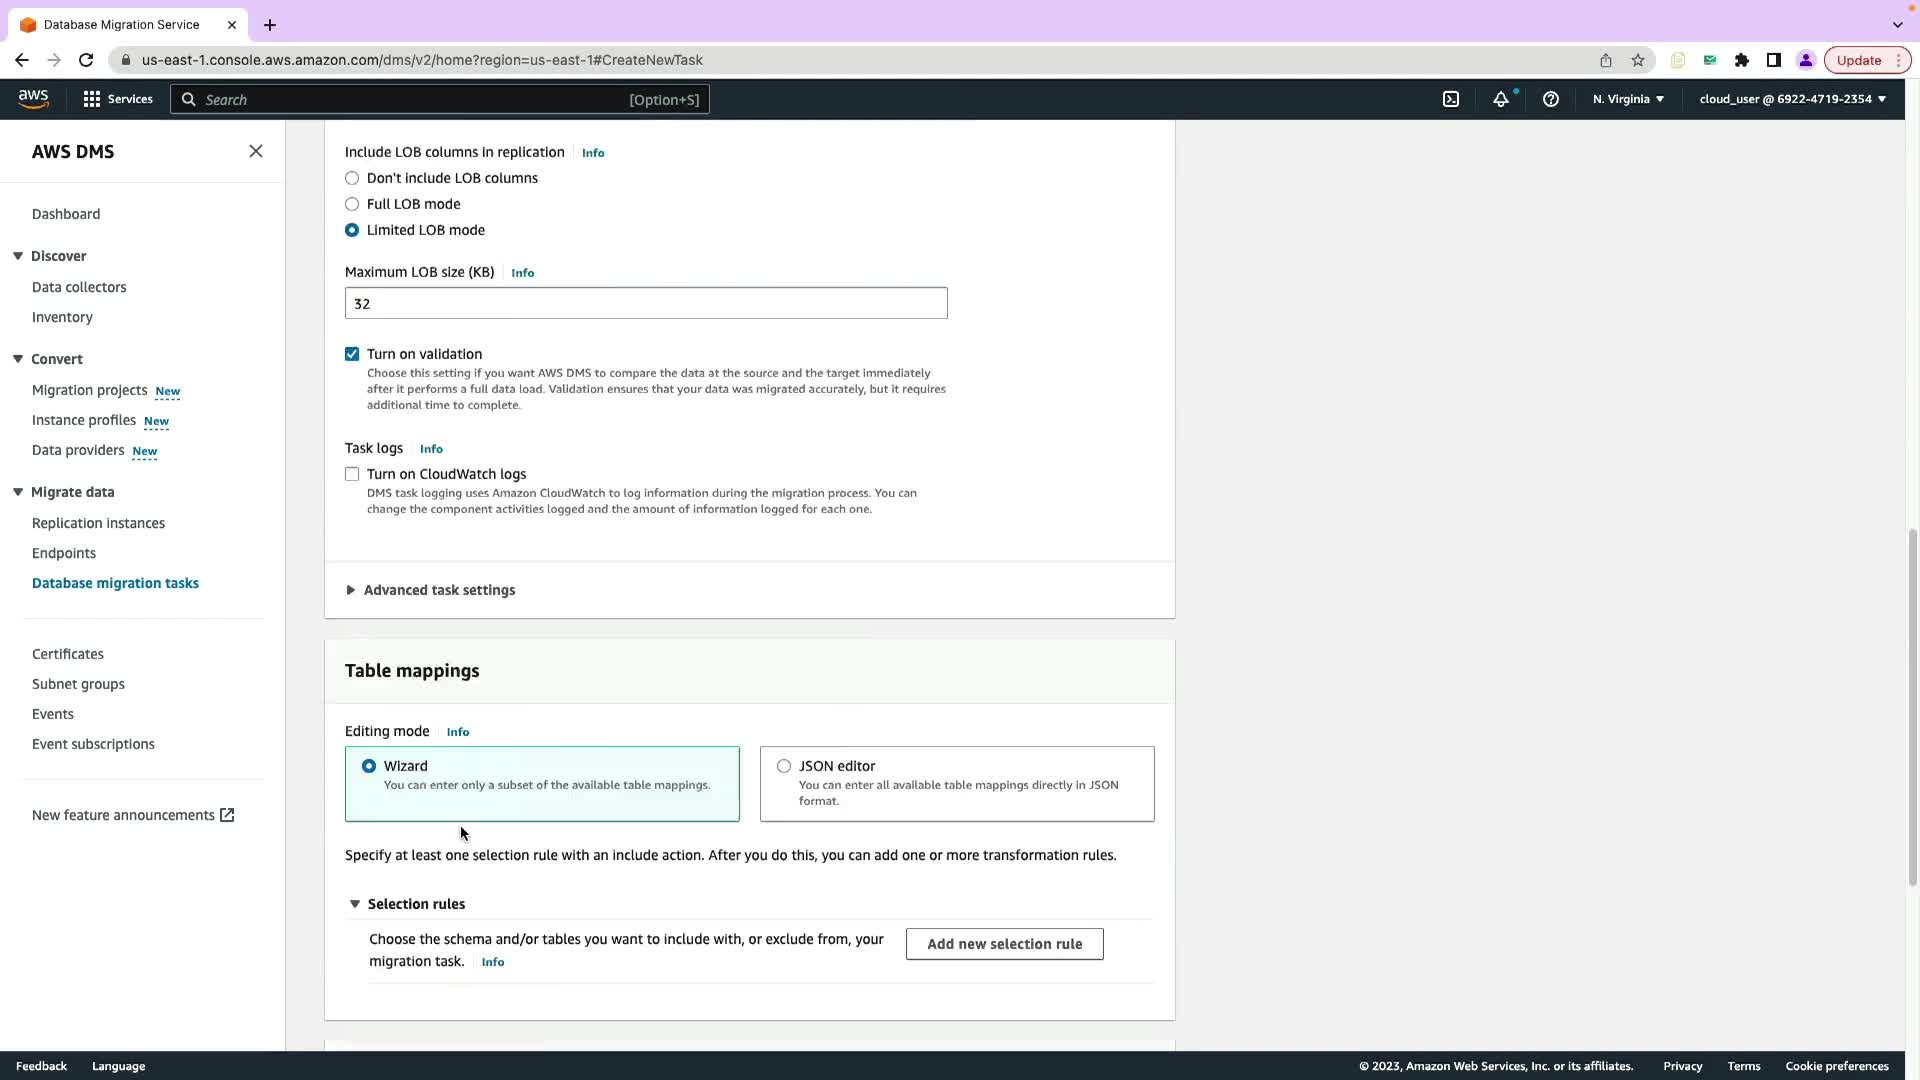 Database Migration Service
us-east-1.console.aws.amazon.com/dms/v2/home?region=us-east-1#CreateNewTask
Update
aws
Services
Search
[Option+S]
N. Virginia
cloud_user @ 6922-4719-2354
AWS DMS
Dashboard
Discover
Data collectors
Inventory
Convert
Migration projects New
Instance profiles New
Data providers New
Migrate data
Replication instances
Endpoints
Database migration tasks
Certificates
Subnet groups
Events
Event subscriptions
New feature announcements
Include LOB columns in replication Info
Don't include LOB columns
Full LOB mode
Limited LOB mode
Maximum LOB size (KB) Info
32
Turn on validation
Choose this setting if you want AWS DMS to compare the data at the source and the target immediately
after it performs a full data load. Validation ensures that your data was migrated accurately, but it requires
additional time to complete.
Task logs Info
Turn on CloudWatch logs
DMS task logging uses Amazon CloudWatch to log information during the migration process. You can
change the component activities logged and the amount of information logged for each one.
Advanced task settings
Table mappings
Editing mode Info
Wizard
You can enter only a subset of the available table mappings.
JSON editor
You can enter all available table mappings directly in JSON
format.
Specify at least one selection rule with an include action. After you do this, you can add one or more transformation rules.
Selection rules
Choose the schema and/or tables you want to include with, or exclude from, your
migration task. Info
Add new selection rule
Feedback
Language
© 2023, Amazon Web Services, Inc. or its affiliates.
Privacy
Terms
Cookie preferences